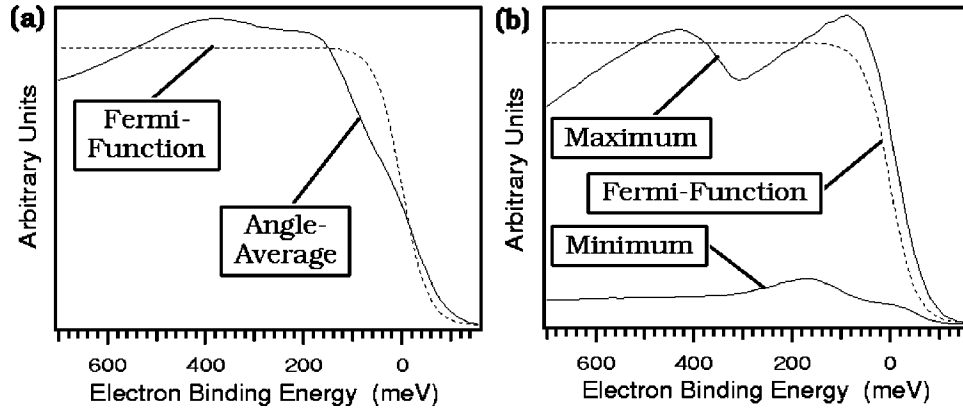 (a)
Arbitrary Units
Fermi-
Function
Angle-
Average
600 400 200 0
Electron Binding Energy (meV)
(b)
Arbitrary Units
Maximum
Fermi-Function
Minimum
600 400 200 0
Electron Binding Energy (meV)